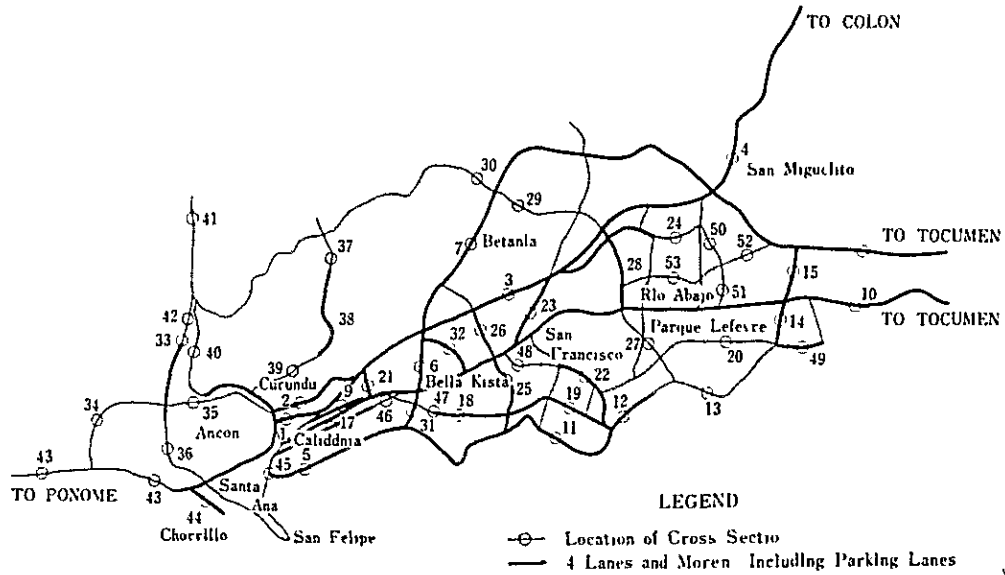 TO COLON
4
San Miguclito
30
29
41
24
50
52
TO TOCUMEN
37
7
Betanla
28
53
15
3
Rlo Abajo
51
10
TO TOCUMEN
42
38
23
33
32
26
San
Francisco
Parque Lefevre
14
40
48
27
20
49
39
Curundu
21
6
Bella Kista
22
2
9
25
19
13
34
35
17
46
47
18
12
Ancon
1
Caliddnia
31
11
36
45
5
43
Santa
Ana
TO PONOME
43
44
Chorrillo
San Felipe
LEGEND
Location of Cross Sectio
4 Lanes and Moren Including Parking Lanes